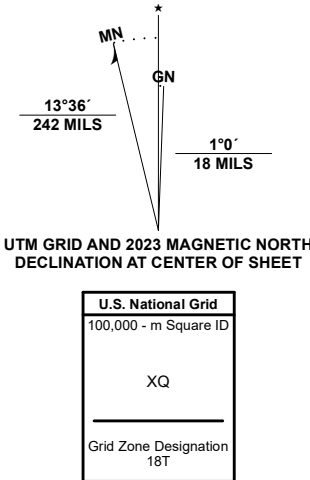 ★
MN
GN
13°36´
242 MILS
1°0´
18 MILS
UTM GRID AND 2023 MAGNETIC NORTH
DECLINATION AT CENTER OF SHEET
U.S. National Grid
100,000 - m Square ID
XQ
Grid Zone Designation
18T